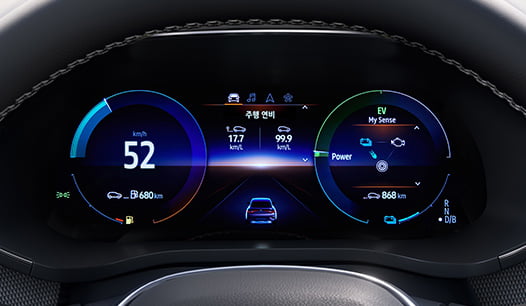 주행 연비
17.7
km/L
99.9
km/L
km/h
52
680 km
EV
My Sense
Power
868 km
R
N
D/B